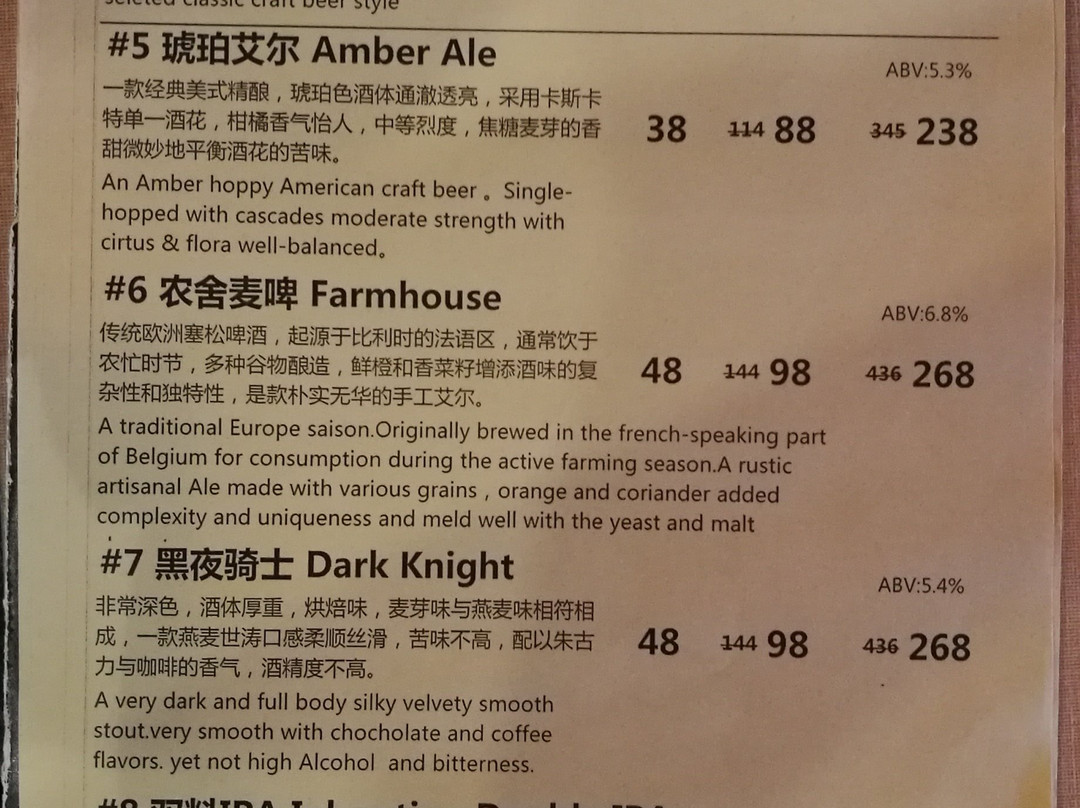 seleted classic craft beer style
#5 琥珀艾尔 Amber Ale
ABV:5.3%
一款经典美式精酿，琥珀色酒体通澈透亮，采用卡斯卡
特单一酒花，柑橘香气怡人，中等烈度，焦糖麦芽的香
甜微妙地平衡酒花的苦味。
38 114 88 345 238
An Amber hoppy American craft beer 。Single-
hopped with cascades moderate strength with
cirtus & flora well-balanced。
#6 农舍麦啤 Farmhouse
ABV:6.8%
传统欧洲塞松啤酒，起源于比利时的法语区，通常饮于
农忙时节，多种谷物酿造，鲜橙和香菜籽增添酒味的复
杂性和独特性，是款朴实无华的手工艾尔。
48 144 98 436 268
A traditional Europe saison.Originally brewed in the french-speaking part
of Belgium for consumption during the active farming season.A rustic
artisanal Ale made with various grains , orange and coriander added
complexity and uniqueness and meld well with the yeast and malt
#7 黑夜骑士 Dark Knight
ABV:5.4%
非常深色，酒体厚重，烘焙味，麦芽味与燕麦味相符相
成，一款燕麦世涛口感柔顺丝滑，苦味不高，配以朱古
力与咖啡的香气，酒精度不高。
48 144 98 436 268
A very dark and full body silky velvety smooth
stout.very smooth with chocholate and coffee
flavors. yet not high Alcohol and bitterness.
#8 双料IPA